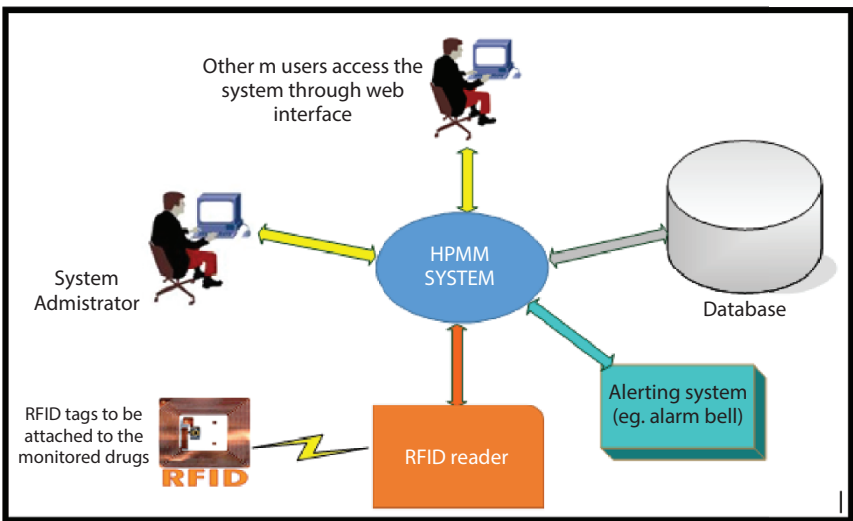 Other m users access the
system through web
interface
HPMM
SYSTEM
System
Admistrator
Database
Alerting system
(eg. alarm bell)
RFID tags to be
attached to the
monitored drugs
RFID
RFID reader